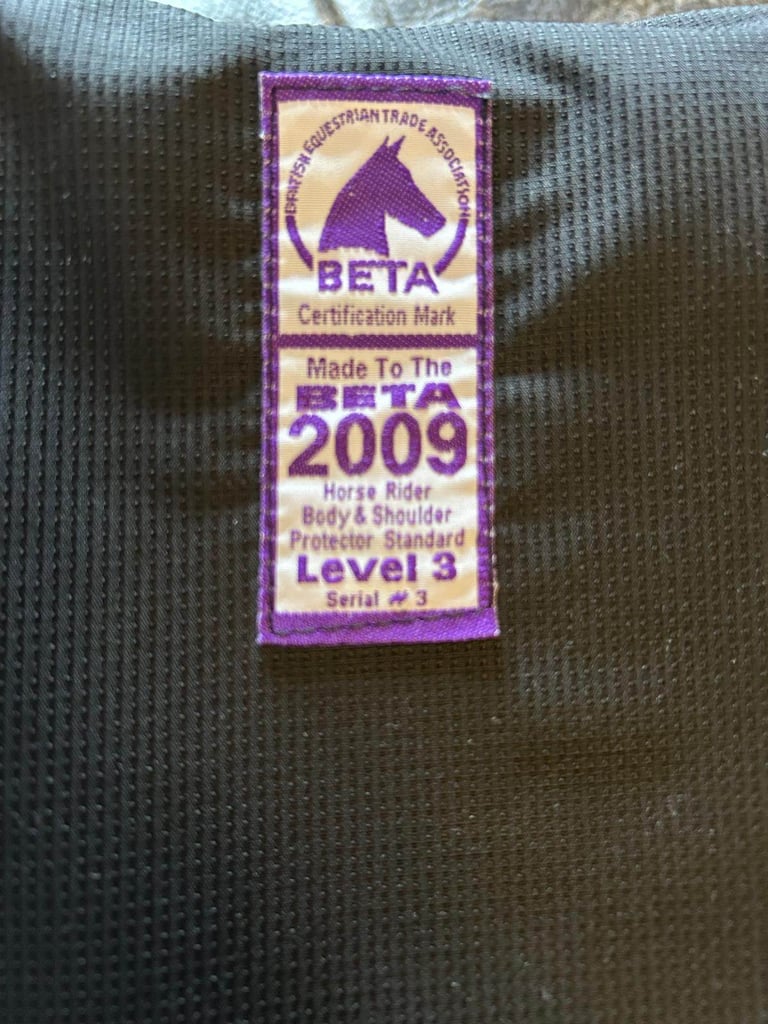 BRITISH EQUESTRIAN TRADE ASSOCIATION
BETA
Certification Mark
Made To The
BETA
2009
Horse Rider
Body & Shoulder
Protector Standard
Level 3
Serial № 3